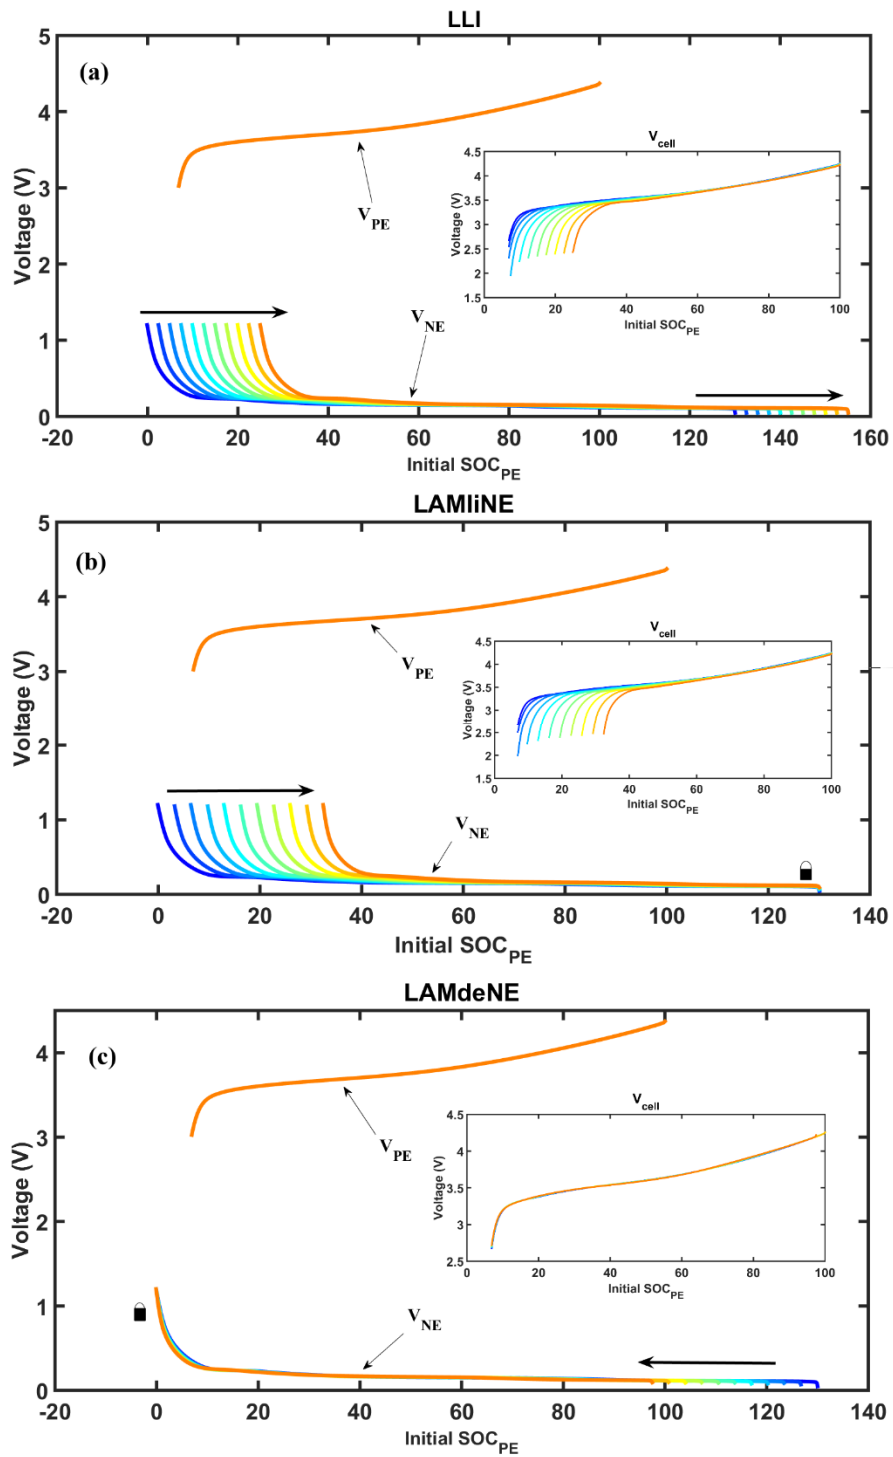 LLI
(a)
5
4
3
2
1
0
Voltage (V)
V_PE
V_NE
-20 0 20 40 60 80 100 120 140 160
Initial SOC_PE
V_cell
4.5
4
3.5
3
2.5
2
1.5
Voltage (V)
0 20 40 60 80 100
Initial SOC_PE
LAMliNE
(b)
5
4
3
2
1
0
Voltage (V)
V_PE
V_NE
-20 0 20 40 60 80 100 120 140
Initial SOC_PE
V_cell
4.5
4
3.5
3
2.5
2
1.5
Voltage (V)
0 20 40 60 80 100
Initial SOC_PE
LAMdeNE
(c)
4
3
2
1
0
Voltage (V)
V_PE
V_NE
-20 0 20 40 60 80 100 120 140
Initial SOC_PE
V_cell
4.5
4
3.5
3
2.5
Voltage (V)
0 20 40 60 80 100
Initial SOC_PE